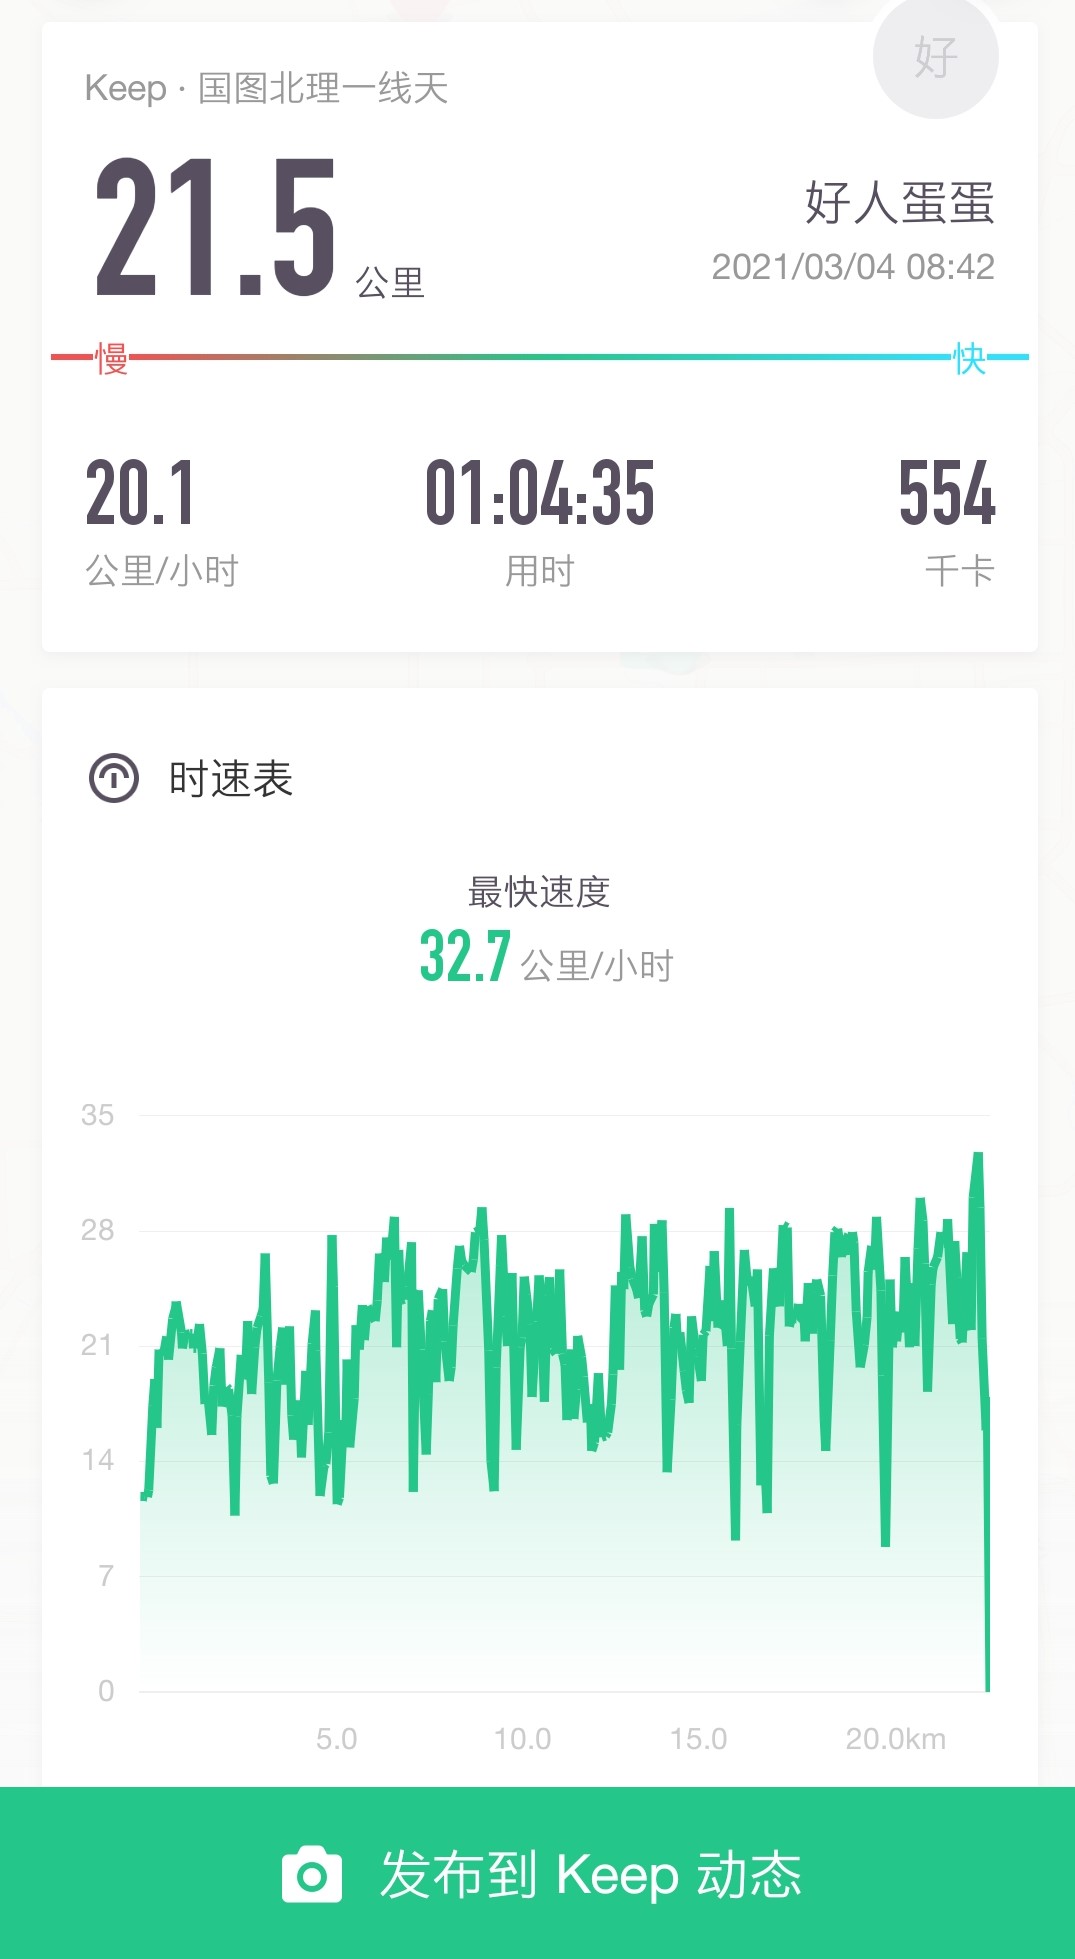 Keep · 国图北理一线天
好
21.5 公里
好人蛋蛋
2021/03/04 08:42
慢
快
20.1
01:04:35
554
公里/小时
用时
千卡
时速表
最快速度
32.7 公里/小时
35
28
21
14
7
0
5.0
10.0
15.0
20.0km
发布到 Keep 动态